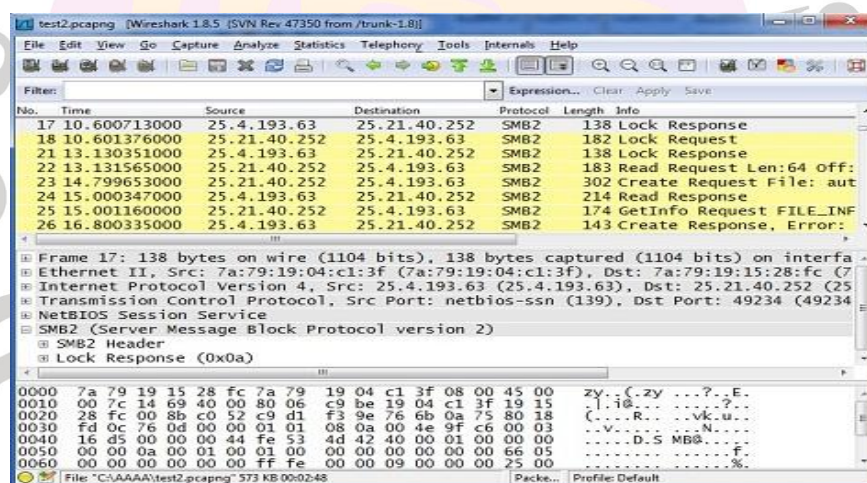 test2.pcapng [Wireshark 1.8.5 (SVN Rev 47350 from /trunk-1.8)]
File Edit View Go Capture Analyze Statistics Telephony Tools Internals Help
Filter: Expression... Clear Apply Save
No. Time Source Destination Protocol Length Info
17 10.600713000 25.4.193.63 25.21.40.252 SMB2 138 Lock Response
18 10.601376000 25.21.40.252 25.4.193.63 SMB2 182 Lock Request
21 13.130351000 25.4.193.63 25.21.40.252 SMB2 138 Lock Response
22 13.131565000 25.21.40.252 25.4.193.63 SMB2 183 Read Request Len:64 Off:
23 14.799653000 25.21.40.252 25.4.193.63 SMB2 302 Create Request File: aut
24 15.000347000 25.4.193.63 25.21.40.252 SMB2 214 Read Response
25 15.001160000 25.21.40.252 25.4.193.63 SMB2 174 GetInfo Request FILE_INF
26 16.800335000 25.4.193.63 25.21.40.252 SMB2 143 Create Response, Error:
Frame 17: 138 bytes on wire (1104 bits), 138 bytes captured (1104 bits) on interfa
Ethernet II, Src: 7a:79:19:04:c1:3f (7a:79:19:04:c1:3f), Dst: 7a:79:19:15:28:fc (7
Internet Protocol Version 4, Src: 25.4.193.63 (25.4.193.63), Dst: 25.21.40.252 (25
Transmission Control Protocol, Src Port: netbios-ssn (139), Dst Port: 49234 (49234
NetBIOS Session Service
SMB2 (Server Message Block Protocol version 2)
SMB2 Header
Lock Response (0x0a)
0000 7a 79 19 15 28 fc 7a 79 19 04 c1 3f 08 00 45 00 zy..(.zy ...?..E.
0010 00 7c 14 69 40 00 80 06 c9 be 19 04 c1 3f 19 15 .|.i@... .....?..
0020 28 fc 00 8b c0 52 c9 d1 f3 9e 76 6b 0a 75 80 18 (....R.. ..vk.u..
0030 fd 0c 76 0d 00 00 01 01 08 0a 00 4e 9f c6 00 03 ..v..... ...N....
0040 16 d5 00 00 00 44 fe 53 4d 42 40 00 01 00 00 00 .....D.S MB@.....
0050 00 00 0a 00 01 00 01 00 00 00 00 00 00 00 66 05 ........ ......f.
0060 00 00 00 00 00 00 ff fe 00 00 09 00 00 00 25 00 ........ ......%.
File: "C:\AAAA\test2.pcapng" 573 KB 00:02:48 Packe... Profile: Default